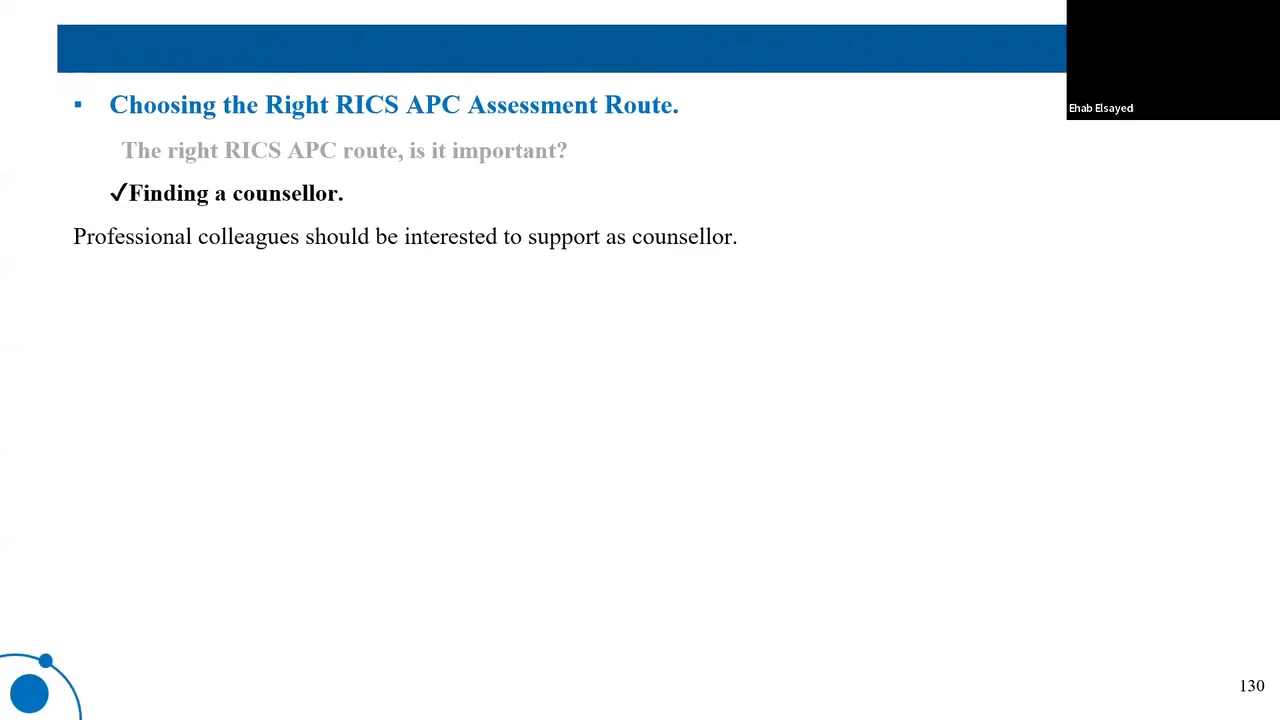 Ehab Elsayed
▪ Choosing the Right RICS APC Assessment Route.
The right RICS APC route, is it important?
✓Finding a counsellor.
Professional colleagues should be interested to support as counsellor.
130